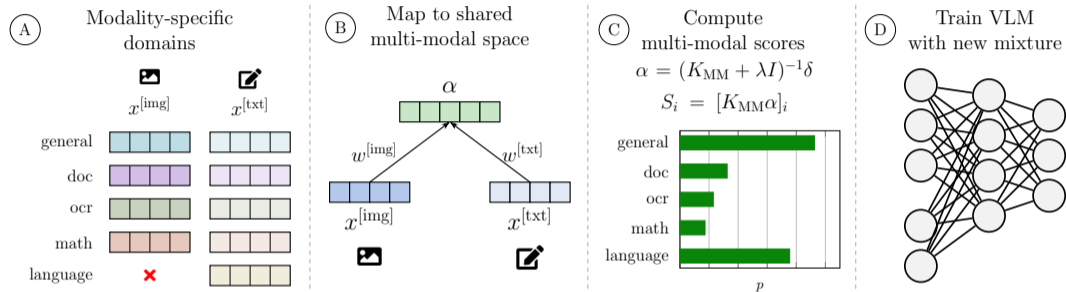 A
Modality-specific
domains
x^[img]
x^[txt]
general
doc
ocr
math
language
B
Map to shared
multi-modal space
α
w^[img]
w^[txt]
x^[img]
x^[txt]
C
Compute
multi-modal scores
α = (K_MM + λI)^−1 δ
S_i = [K_MM α]_i
general
doc
ocr
math
language
p
D
Train VLM
with new mixture